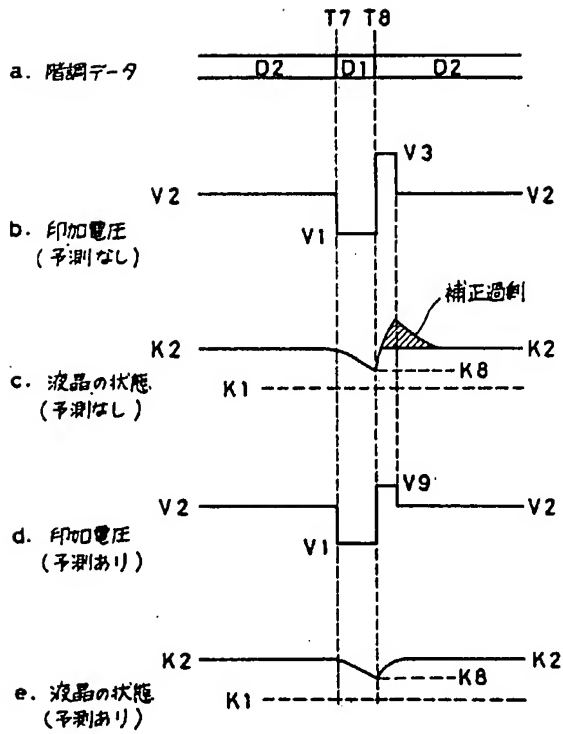 T7 T8
a. 階調データ
D2 D1 D2
V3
V2 V2
b. 印加電圧
(予測なし)
V1
補正過剰
K2 K2
K8
c. 液晶の状態
(予測なし)
K1
V9
V2 V2
d. 印加電圧
(予測あり)
V1
K2 K2
K8
e. 液晶の状態
(予測あり)
K1